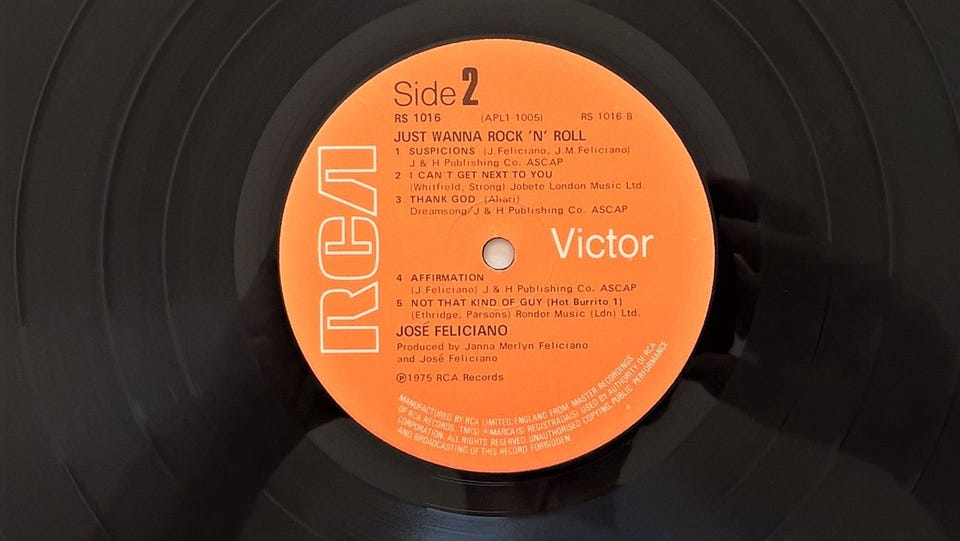 Side 2
RS 1016 (APL1 1005) RS 1016 B
JUST WANNA ROCK 'N' ROLL
1 SUSPICIONS (J.Feliciano, J.M.Feliciano)
J & H Publishing Co. ASCAP
2 I CAN'T GET NEXT TO YOU
(Whitfield, Strong) Jobete London Music Ltd.
3 THANK GOD (Ahari)
Dreamsong/J & H Publishing Co. ASCAP
RCA
Victor
4 AFFIRMATION
(J.Feliciano) J & H Publishing Co. ASCAP
5 NOT THAT KIND OF GUY (Hot Burrito 1)
(Ethridge, Parsons) Rondor Music (Ldn) Ltd.
JOSÉ FELICIANO
Produced by Janna Merlyn Feliciano
and José Feliciano
℗1975 RCA Records
MANUFACTURED BY RCA LIMITED, ENGLAND FROM MASTER RECORDINGS
OF RCA RECORDS. TM(S) ® MARCA(S) REGISTRADA(S) USED BY AUTHORITY OF RCA
CORPORATION. ALL RIGHTS RESERVED. UNAUTHORISED COPYING, PUBLIC PERFORMANCE
AND BROADCASTING OF THIS RECORD FORBIDDEN